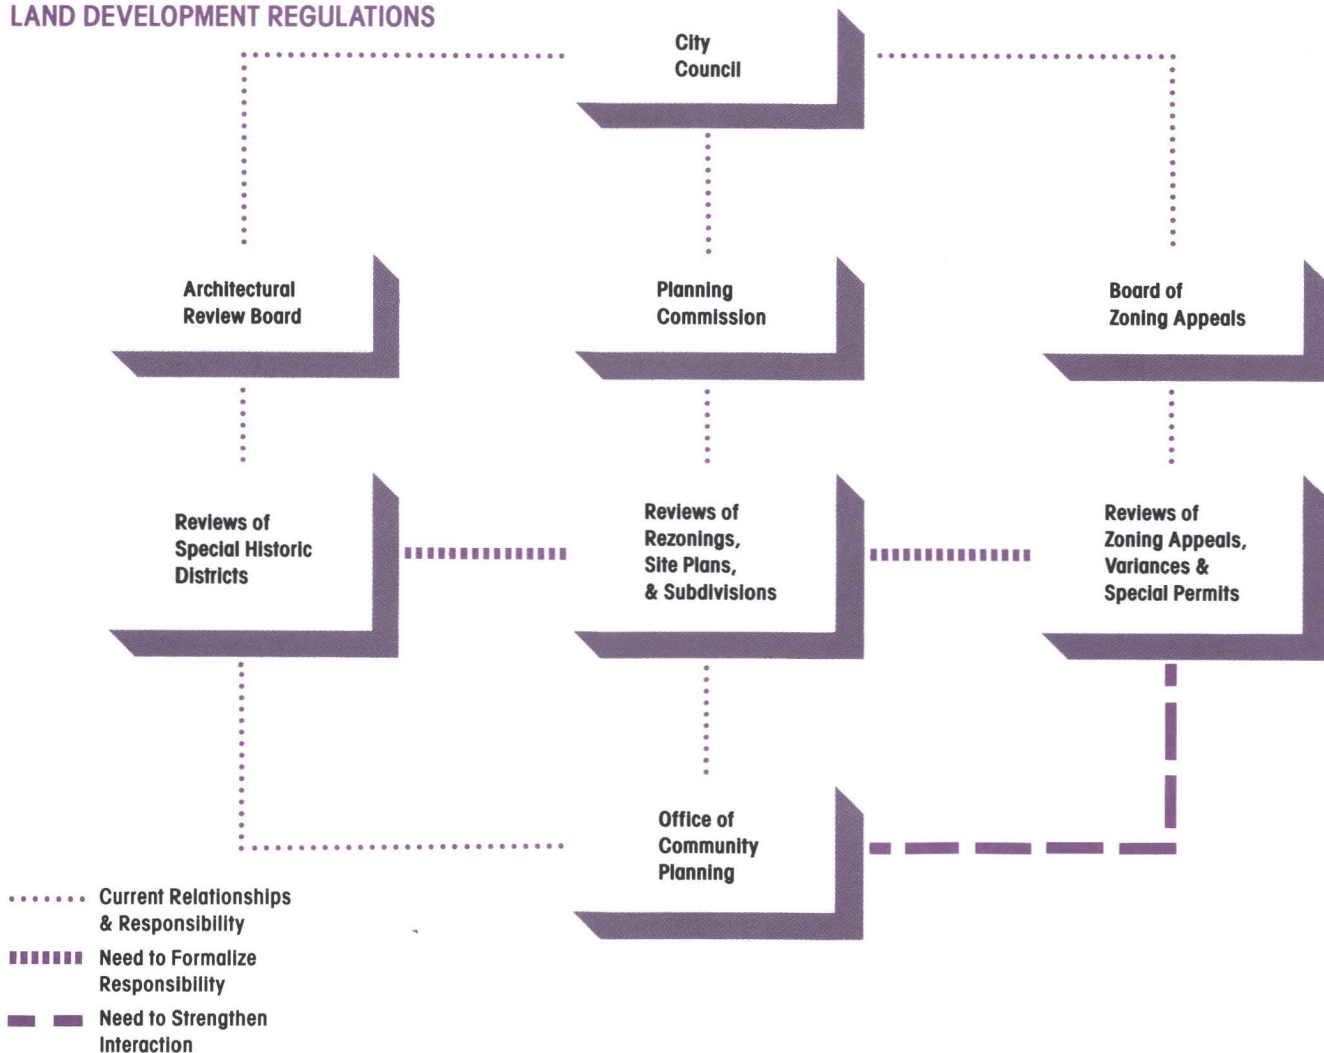 LAND DEVELOPMENT REGULATIONS
City
Council
Architectural
Review Board
Planning
Commission
Board of
Zoning Appeals
Reviews of
Special Historic
Districts
Reviews of
Rezonings,
Site Plans,
& Subdivisions
Reviews of
Zoning Appeals,
Variances &
Special Permits
Office of
Community
Planning
Current Relationships
& Responsibility
Need to Formalize
Responsibility
Need to Strengthen
Interaction